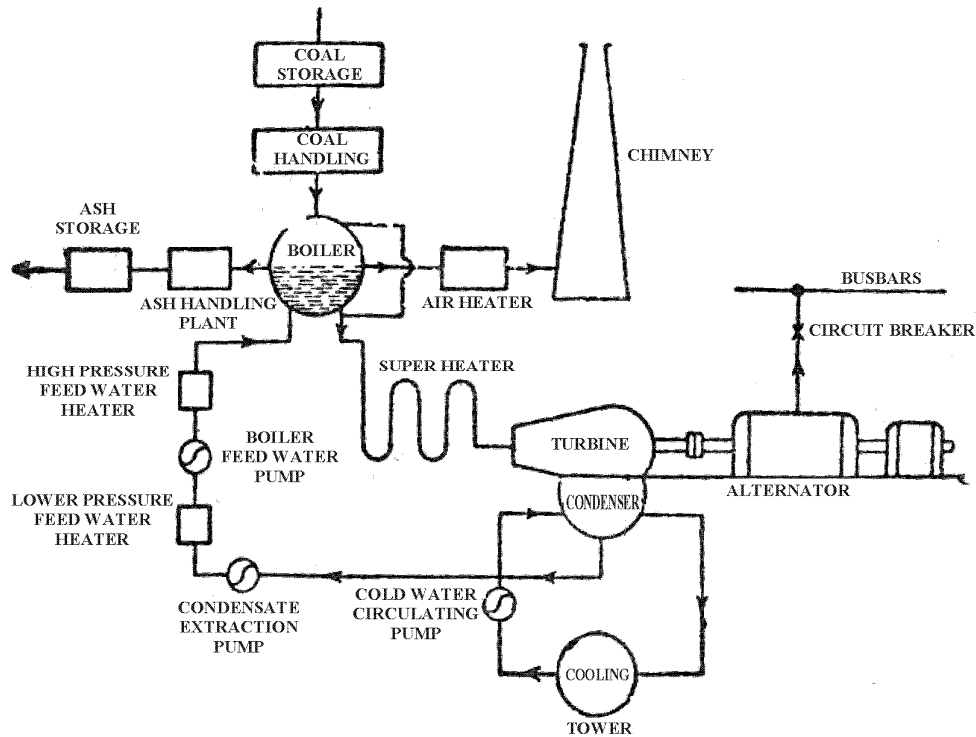 COAL
STORAGE
COAL
HANDLING
CHIMNEY
ASH
STORAGE
BOILER
ASH HANDLING
PLANT
AIR HEATER
BUSBARS
CIRCUIT BREAKER
HIGH PRESSURE
FEED WATER
HEATER
SUPER HEATER
BOILER
FEED WATER
PUMP
TURBINE
ALTERNATOR
LOWER PRESSURE
FEED WATER
HEATER
CONDENSER
CONDENSATE
EXTRACTION
PUMP
COLD WATER
CIRCULATING
PUMP
COOLING
TOWER